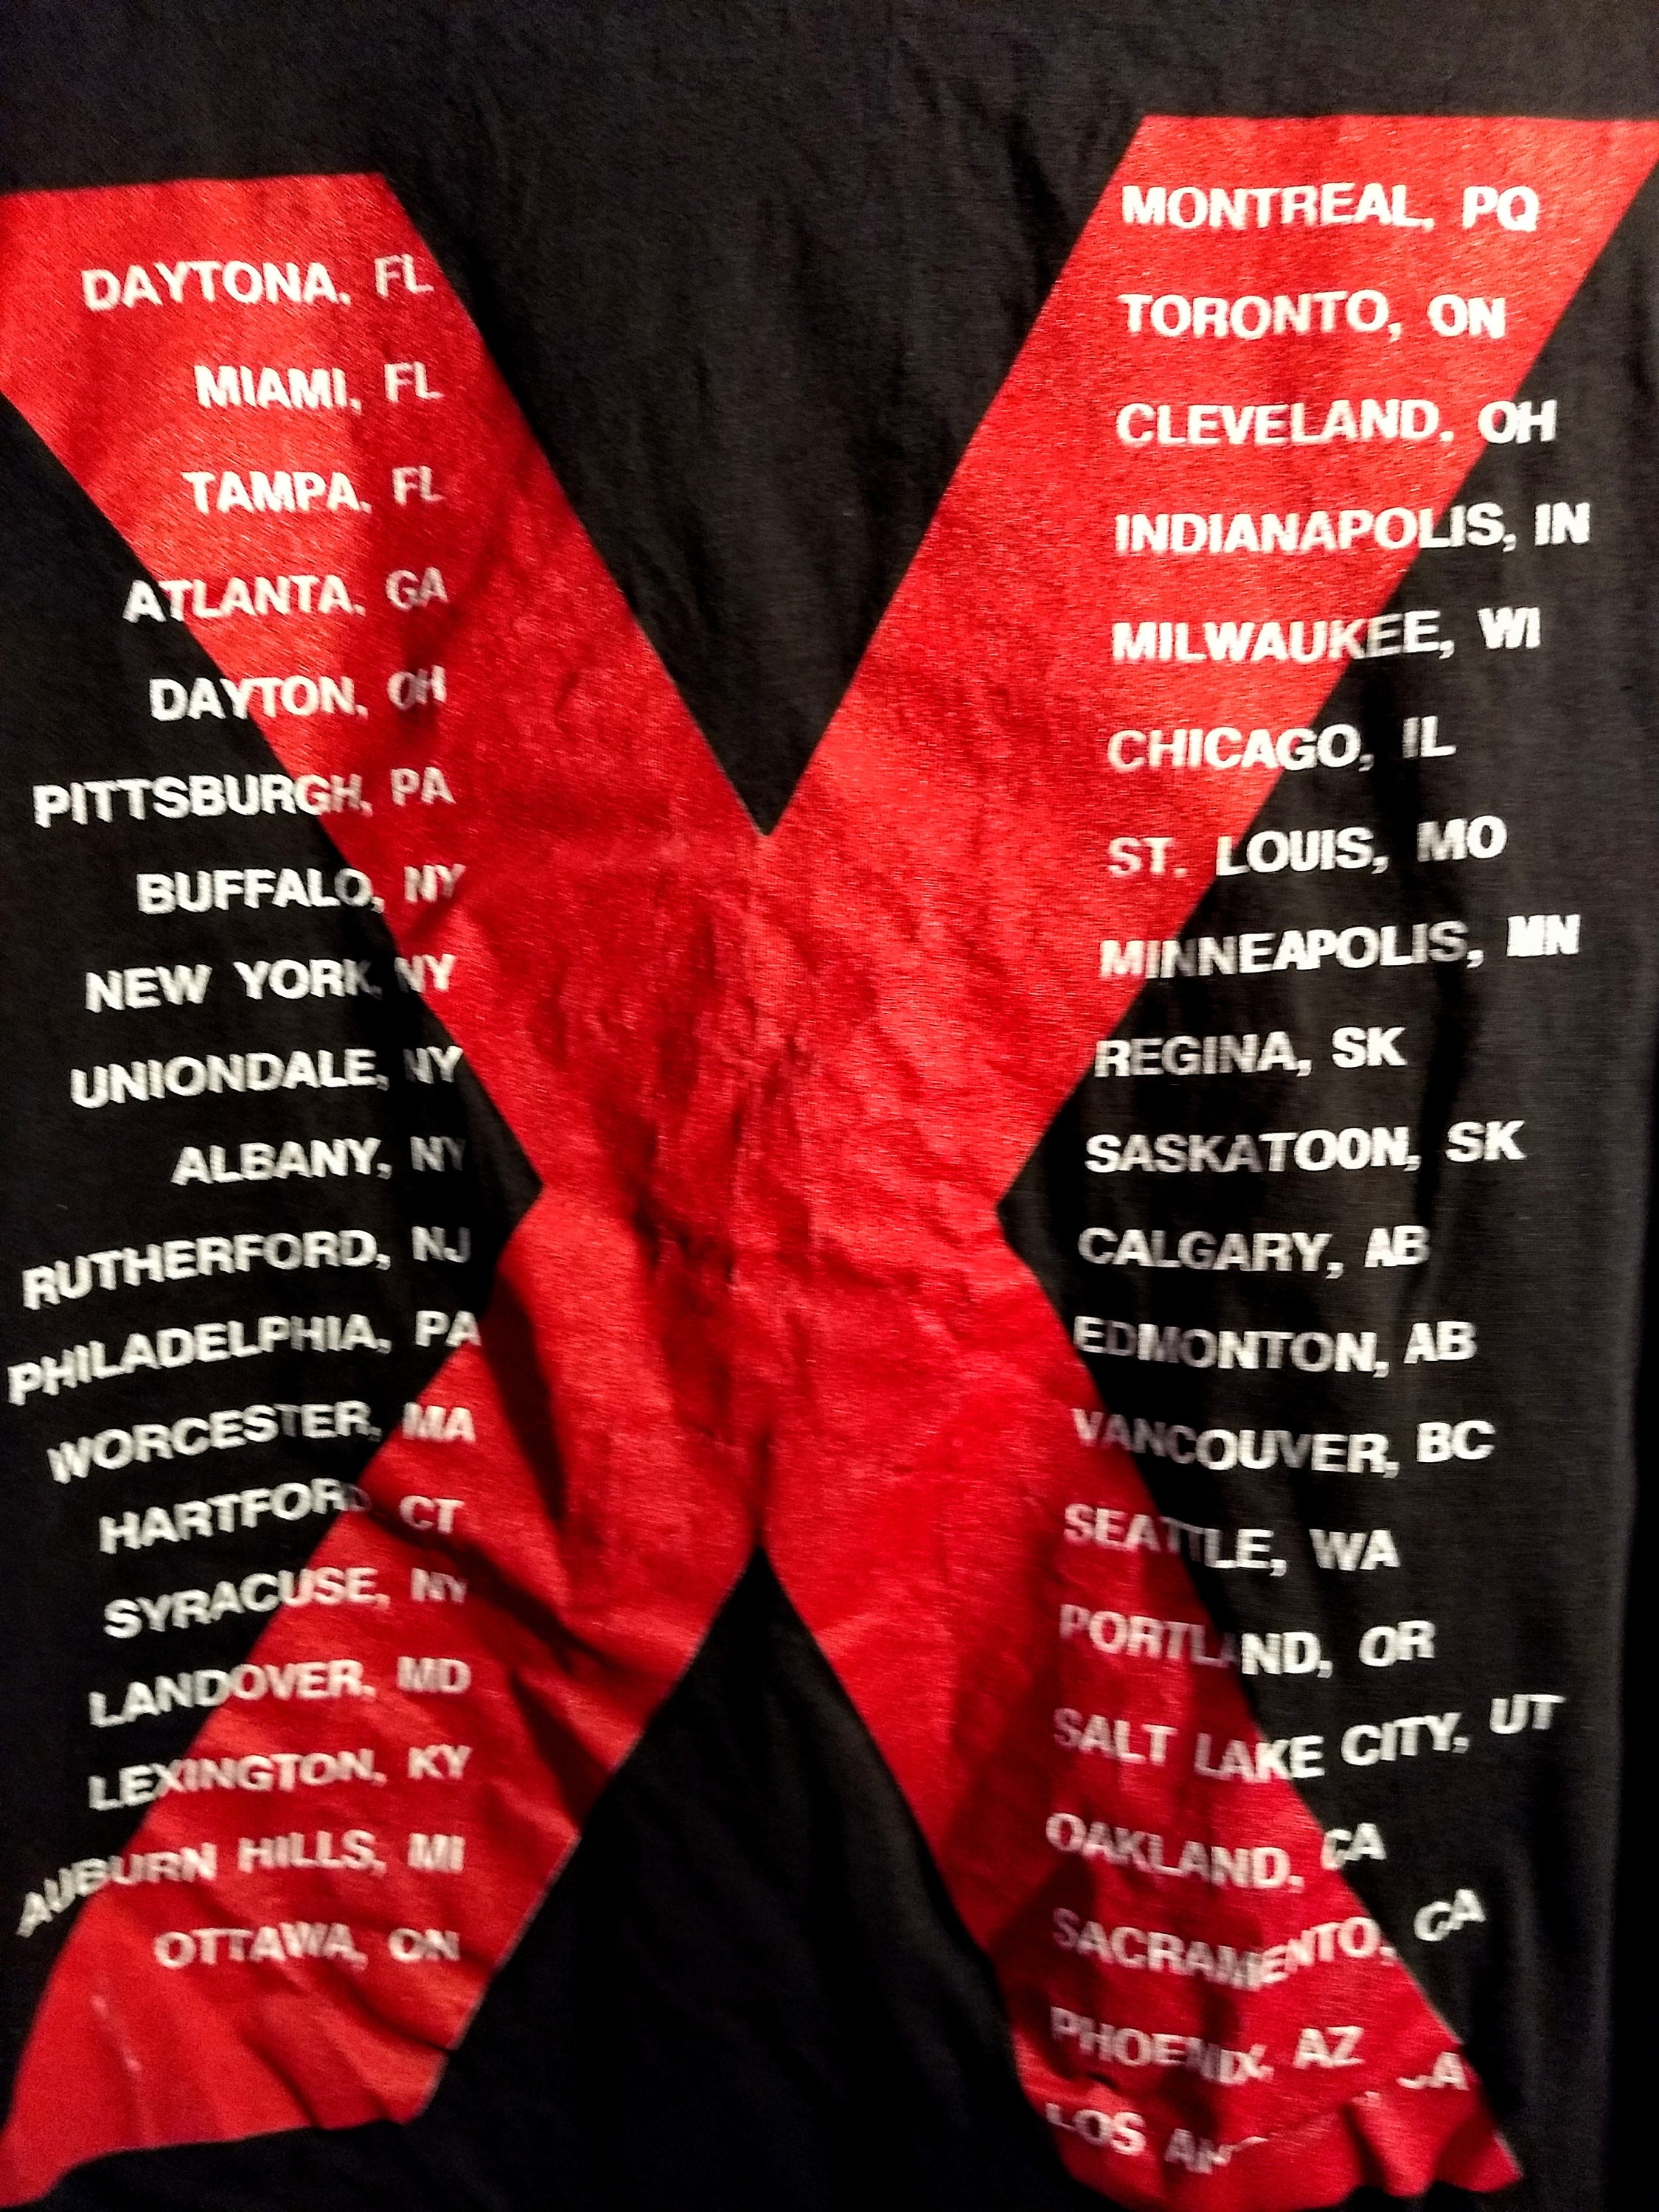 DAYTONA, FL
MIAMI, FL
TAMPA, FL
ATLANTA, GA
DAYTON, OH
PITTSBURGH, PA
BUFFALO, NY
NEW YORK, NY
UNIONDALE, NY
ALBANY, NY
RUTHERFORD, NJ
PHILADELPHIA, PA
WORCESTER, MA
HARTFORD, CT
SYRACUSE, NY
LANDOVER, MD
LEXINGTON, KY
AUBURN HILLS, MI
OTTAWA, ON
MONTREAL, PQ
TORONTO, ON
CLEVELAND, OH
INDIANAPOLIS, IN
MILWAUKEE, WI
CHICAGO, IL
ST. LOUIS, MO
MINNEAPOLIS, MN
REGINA, SK
SASKATOON, SK
CALGARY, AB
EDMONTON, AB
VANCOUVER, BC
SEATTLE, WA
PORTLAND, OR
SALT LAKE CITY, UT
OAKLAND, CA
SACRAMENTO, CA
PHOENIX, AZ
LOS